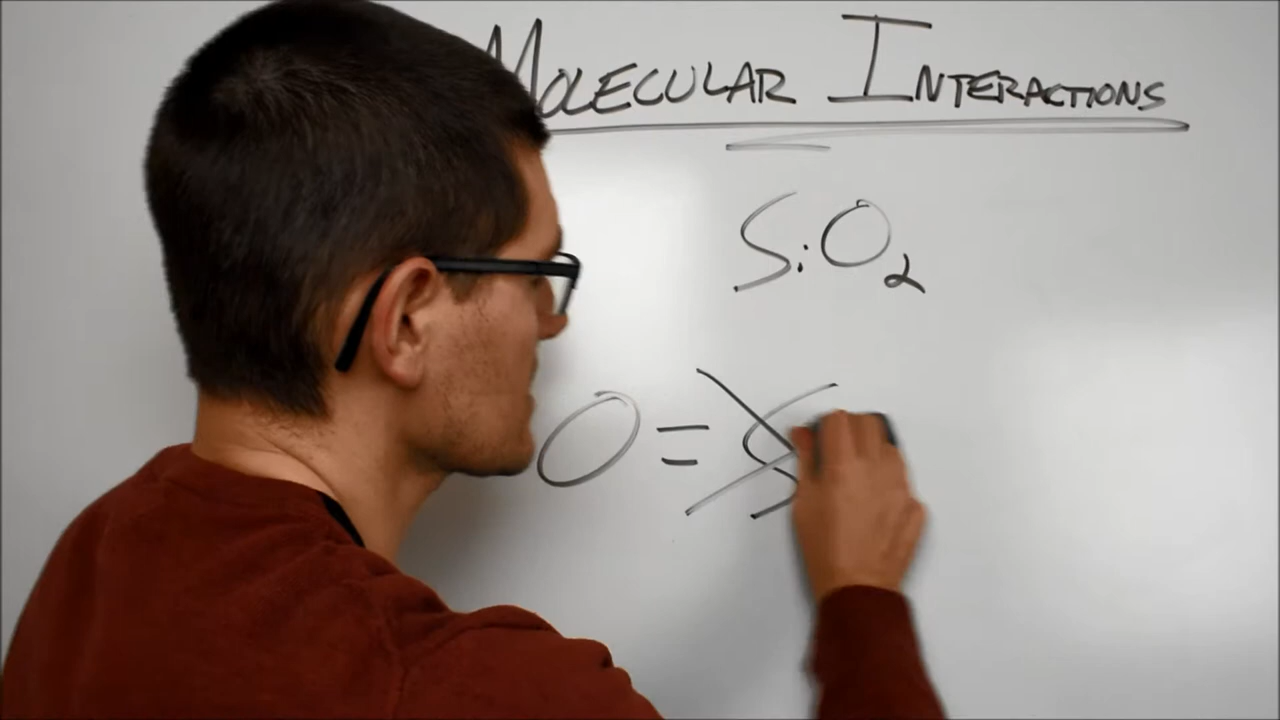 MOLECULAR INTERACTIONS
SiO2
O = S